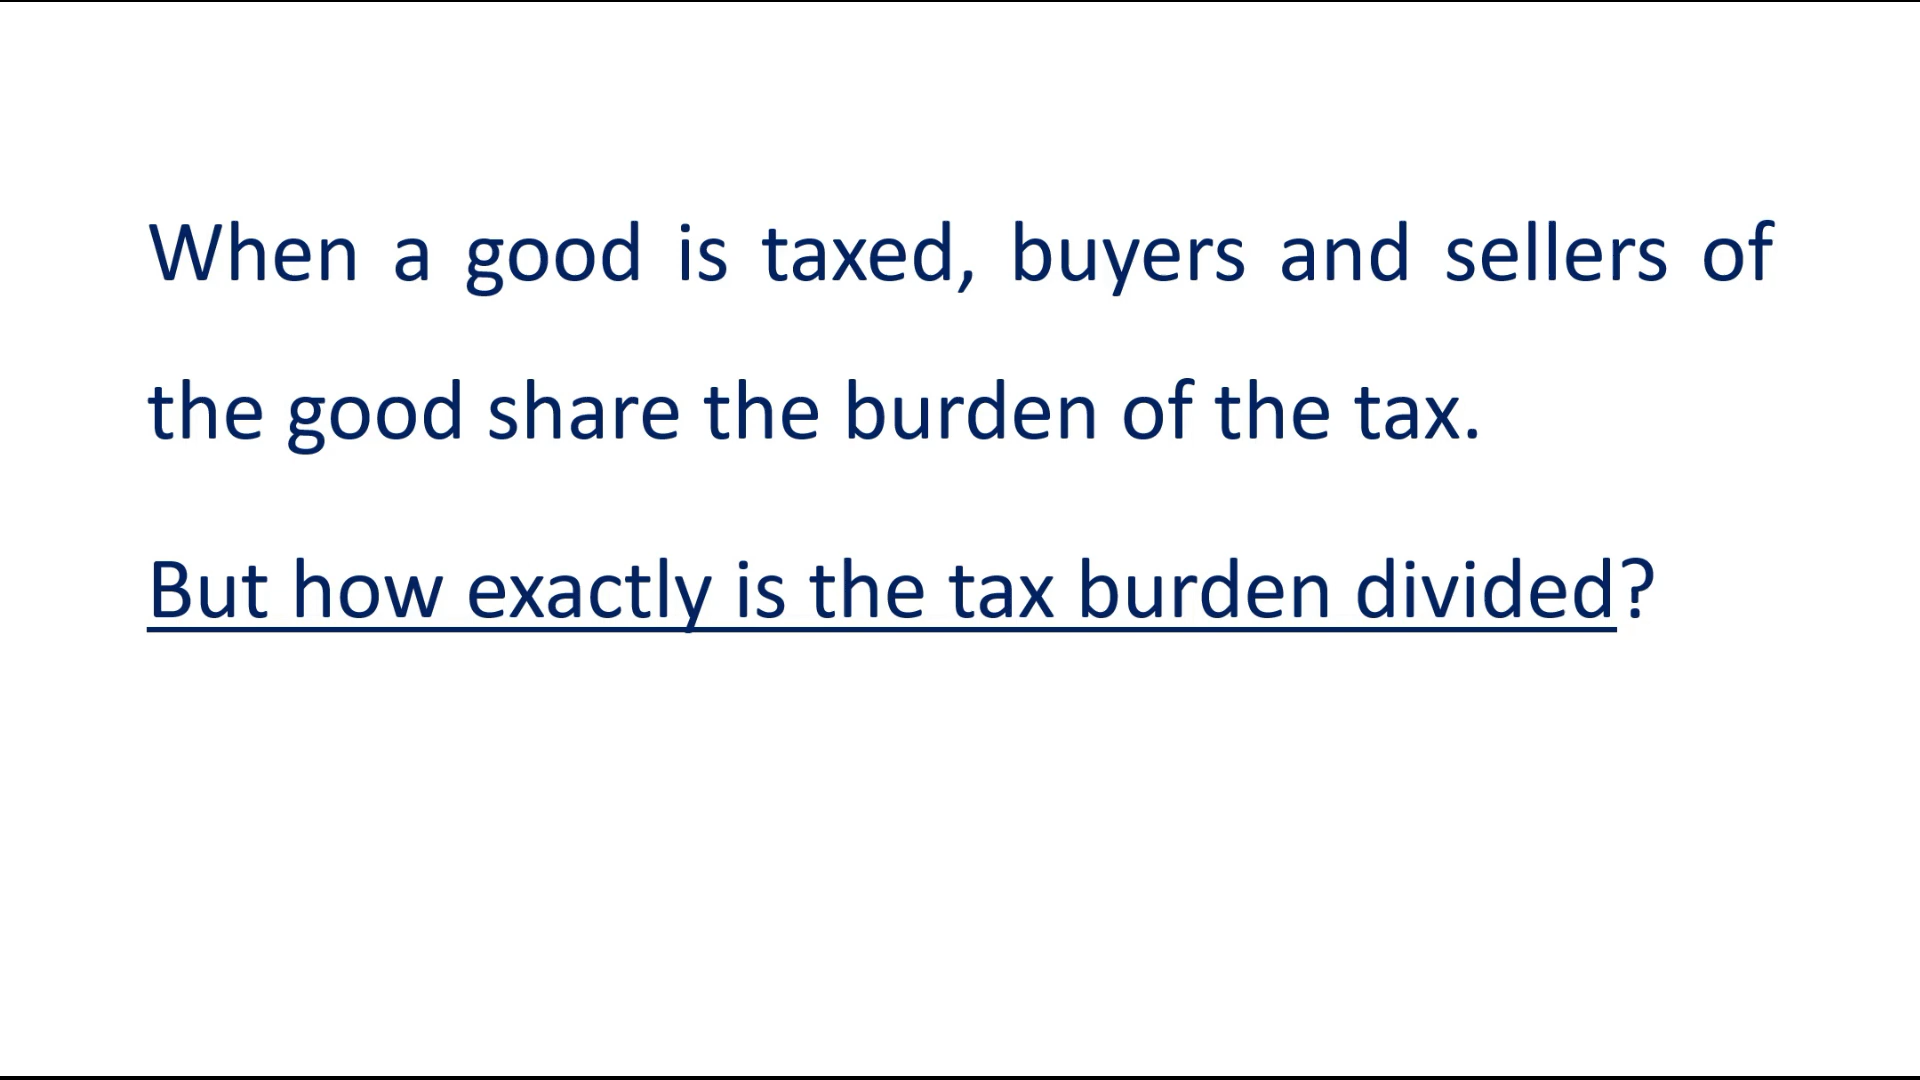 When a good is taxed, buyers and sellers of
the good share the burden of the tax.
But how exactly is the tax burden divided?